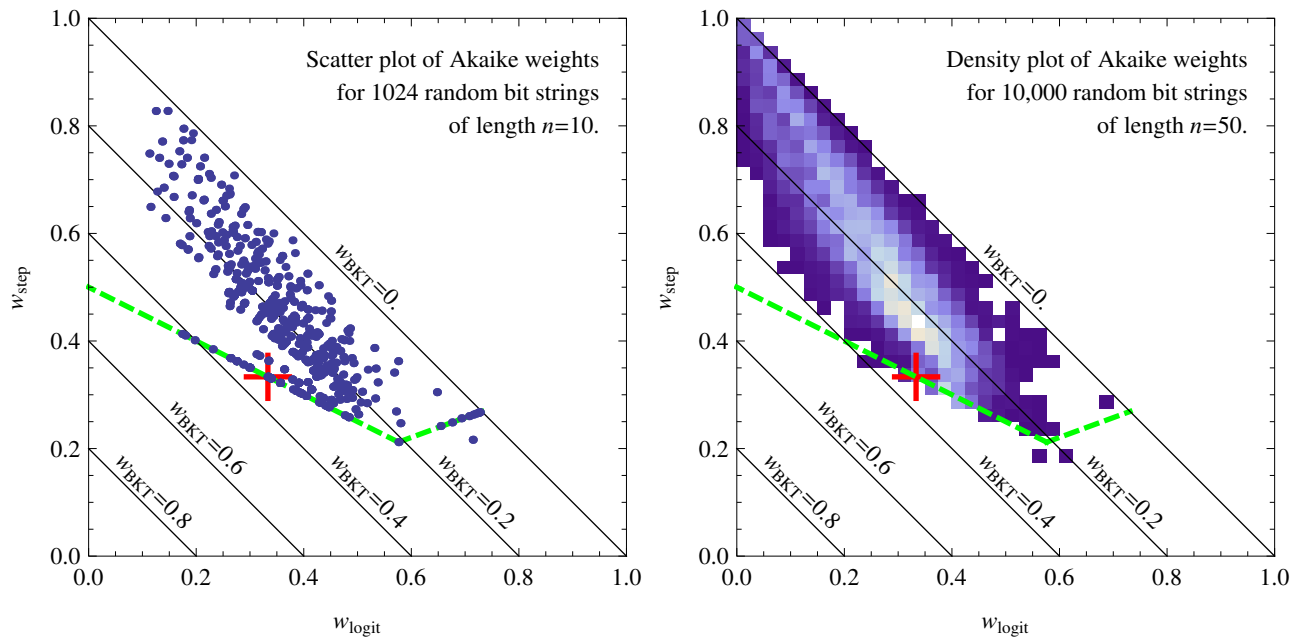 Scatter plot of Akaike weights
for 1024 random bit strings
of length n=10.
w_step
1.0
0.8
0.6
0.4
0.2
0.0
w_BKT=0.
w_BKT=0.2
w_BKT=0.4
w_BKT=0.6
w_BKT=0.8
0.0 0.2 0.4 0.6 0.8 1.0
w_logit
Density plot of Akaike weights
for 10,000 random bit strings
of length n=50.
w_step
1.0
0.8
0.6
0.4
0.2
0.0
w_BKT=0.
w_BKT=0.2
w_BKT=0.4
w_BKT=0.6
w_BKT=0.8
0.0 0.2 0.4 0.6 0.8 1.0
w_logit